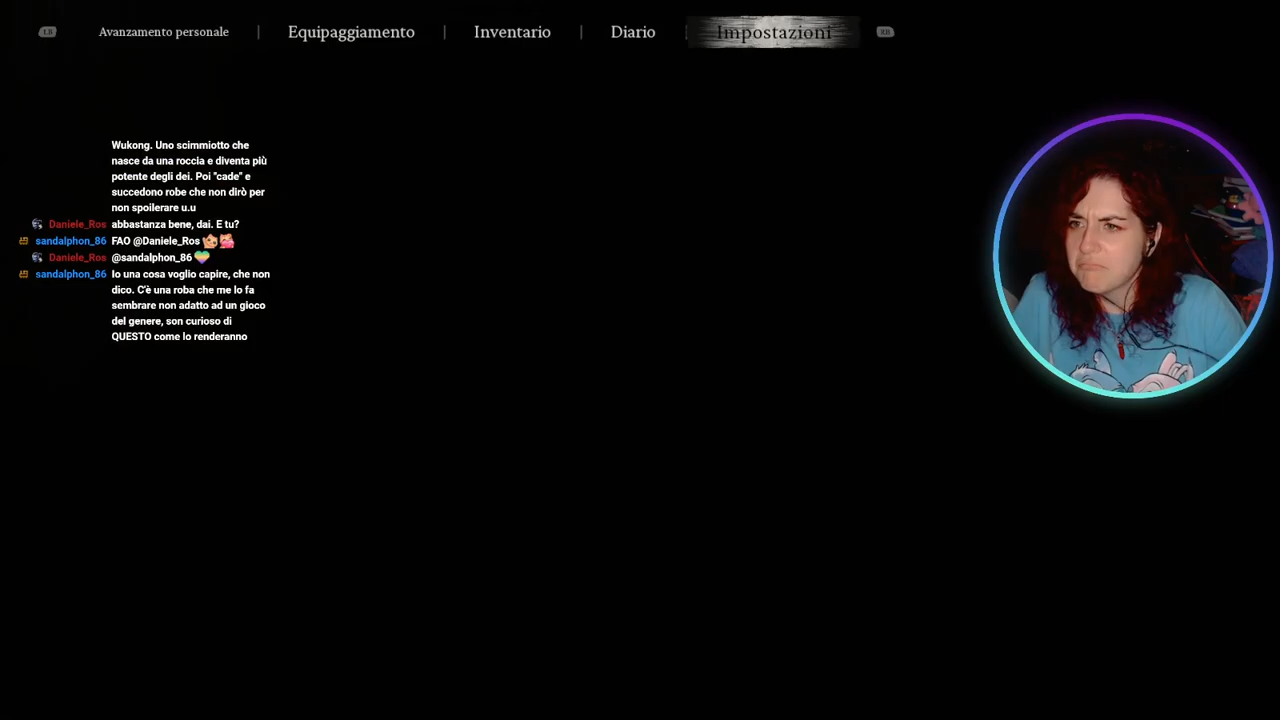 LB Avanzamento personale | Equipaggiamento | Inventario | Diario | Impostazioni RB
Wukong. Uno scimmiotto che
nasce da una roccia e diventa più
potente degli dei. Poi "cade" e
succedono robe che non dirò per
non spoilerare u.u
Daniele_Ros abbastanza bene, dai. E tu?
sandalphon_86 FAO @Daniele_Ros
Daniele_Ros @sandalphon_86
sandalphon_86 Io una cosa voglio capire, che non
dico. C'è una roba che me lo fa
sembrare non adatto ad un gioco
del genere, son curioso di
QUESTO come lo renderanno